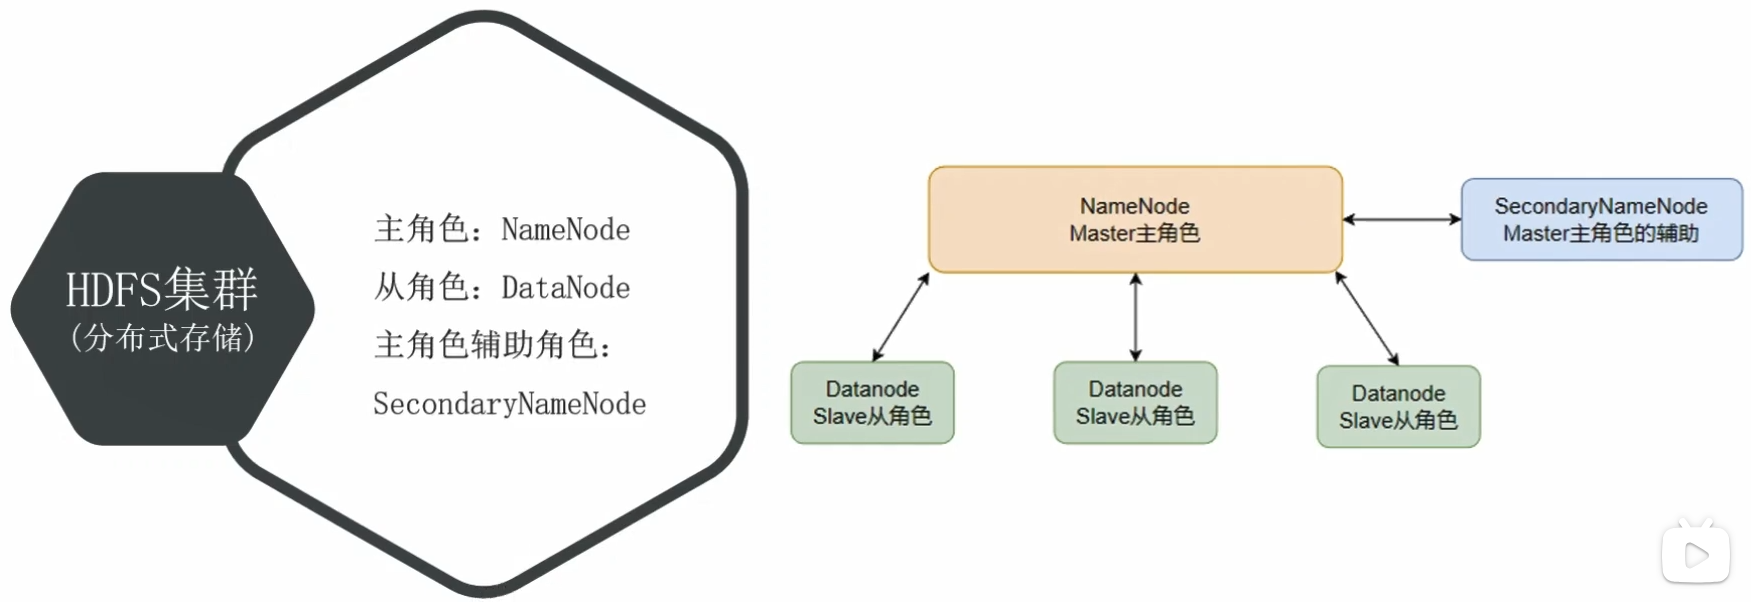 HDFS集群
(分布式存储)
主角色：NameNode
从角色：DataNode
主角色辅助角色：
SecondaryNameNode
NameNode
Master主角色
SecondaryNameNode
Master主角色的辅助
Datanode
Slave从角色
Datanode
Slave从角色
Datanode
Slave从角色